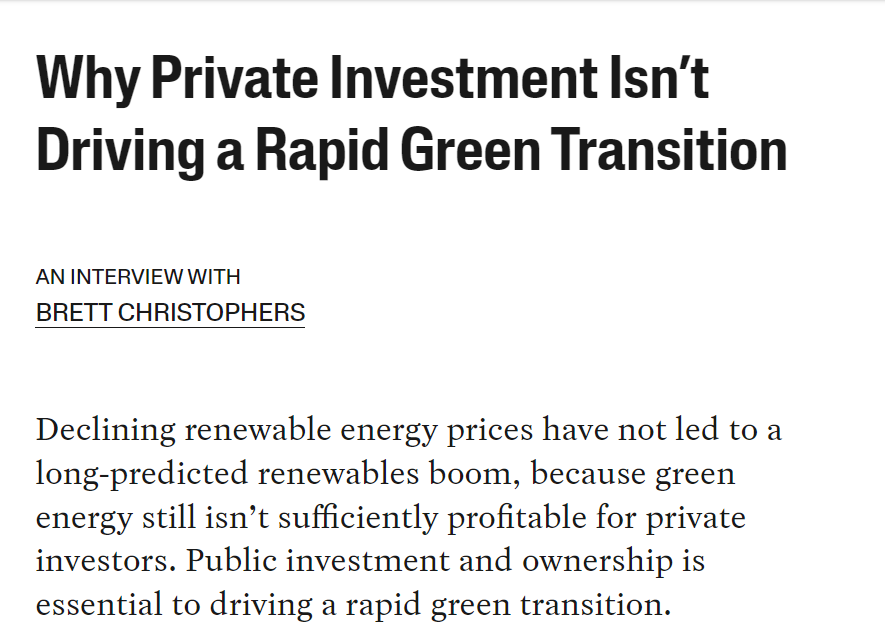 Why Private Investment Isn’t
Driving a Rapid Green Transition
AN INTERVIEW WITH
BRETT CHRISTOPHERS
Declining renewable energy prices have not led to a
long-predicted renewables boom, because green
energy still isn’t sufficiently profitable for private
investors. Public investment and ownership is
essential to driving a rapid green transition.